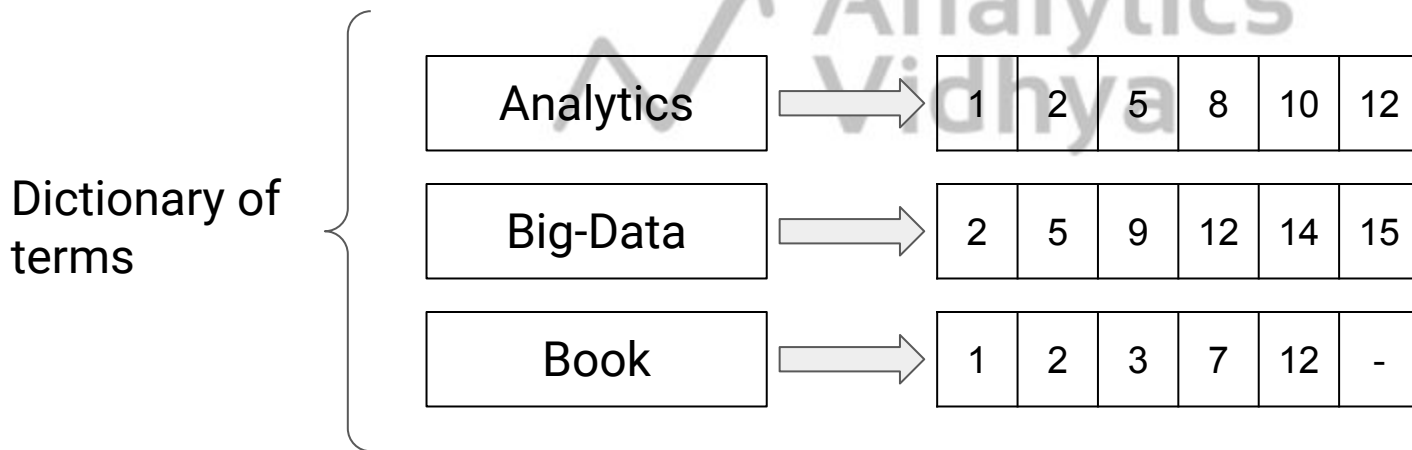 Analytics
Vidhya
Dictionary of
terms
Analytics 1 2 5 8 10 12
Big-Data 2 5 9 12 14 15
Book 1 2 3 7 12 -